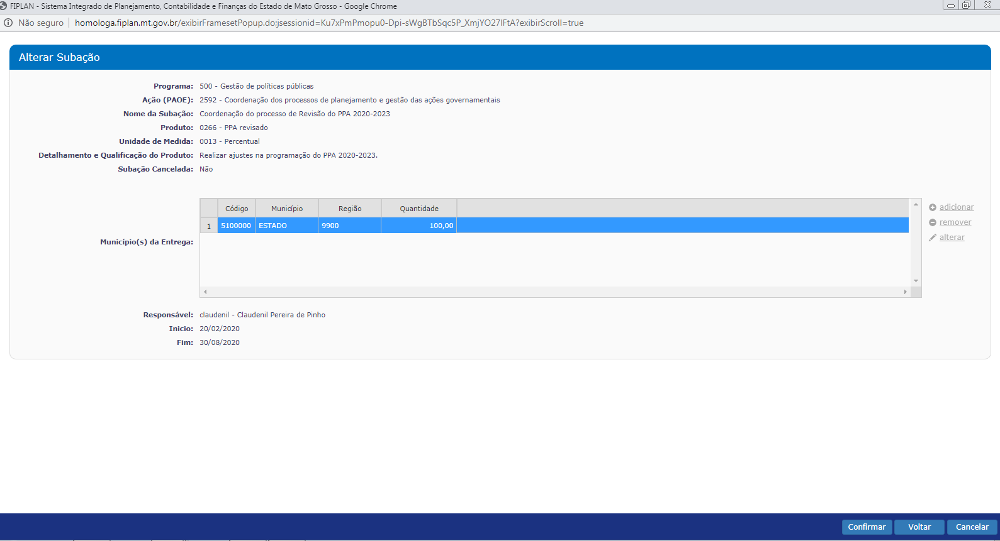 FIPLAN - Sistema Integrado de Planejamento, Contabilidade e Finanças do Estado de Mato Grosso - Google Chrome
Não seguro | homologa.fiplan.mt.gov.br/exibirFramesetPopup.do;jsessionid=Ku7xPmPmopu0-Dpi-sWgBTbSqc5P_XmjYO27IFtA?exibirScroll=true
Alterar Subação
Programa: 500 - Gestão de políticas públicas
Ação (PAOE): 2592 - Coordenação dos processos de planejamento e gestão das ações governamentais
Nome da Subação: Coordenação do processo de Revisão do PPA 2020-2023
Produto: 0266 - PPA revisado
Unidade de Medida: 0013 - Percentual
Detalhamento e Qualificação do Produto: Realizar ajustes na programação do PPA 2020-2023.
Subação Cancelada: Não
Município(s) da Entrega:
Código Município Região Quantidade
1 5100000 ESTADO 9900 100,00
adicionar
remover
alterar
Responsável: claudenil - Claudenil Pereira de Pinho
Inicio: 20/02/2020
Fim: 30/08/2020
Confirmar Voltar Cancelar